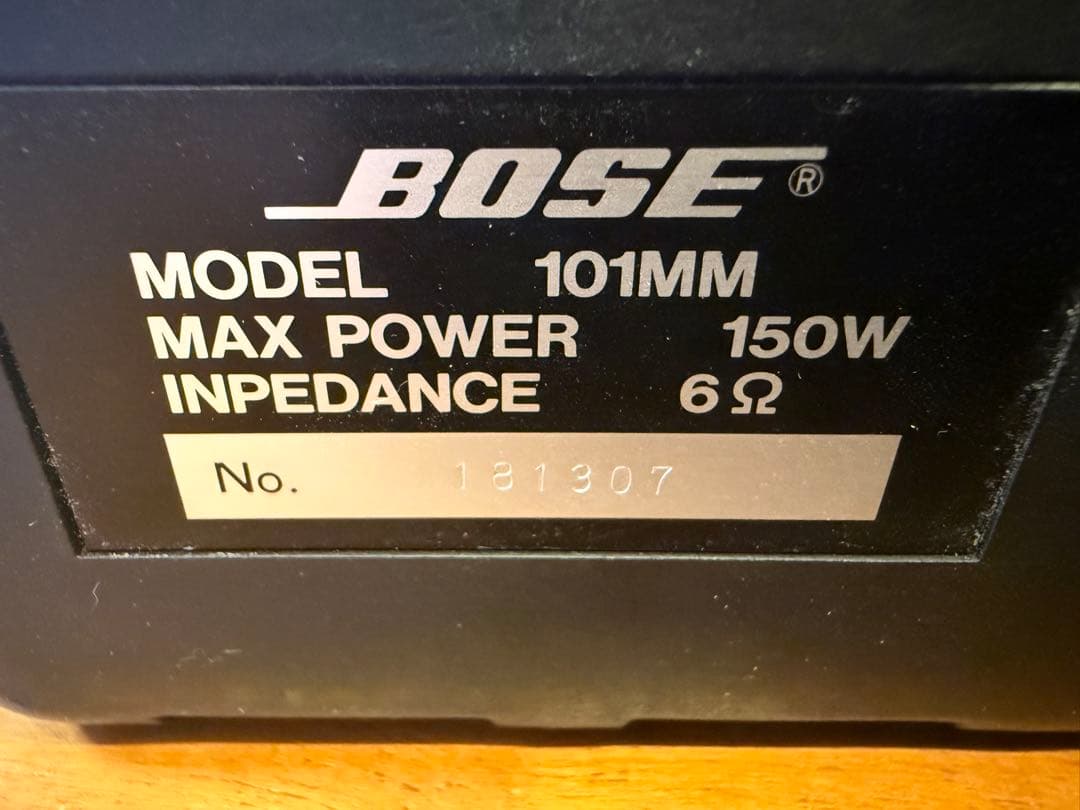 BOSE®
MODEL 101MM
MAX POWER 150W
INPEDANCE 6Ω
No. 181307